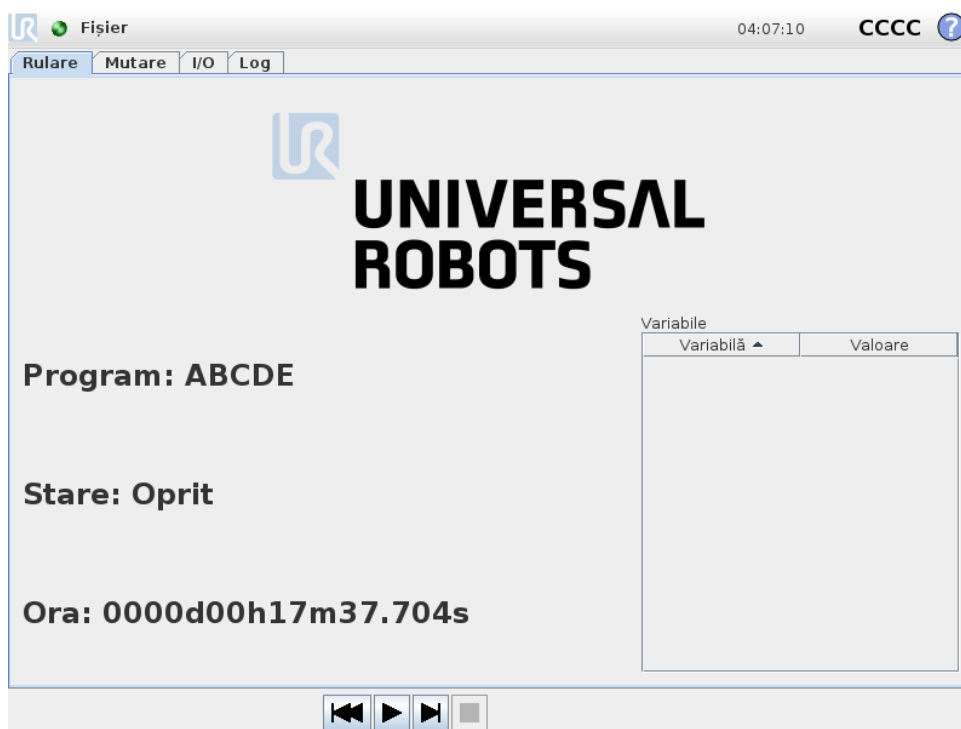 Fișier 04:07:10 CCCC ?
Rulare Mutare I/O Log
UNIVERSAL
ROBOTS
Variabile
Variabilă Valoare
Program: ABCDE
Stare: Oprit
Ora: 0000d00h17m37.704s